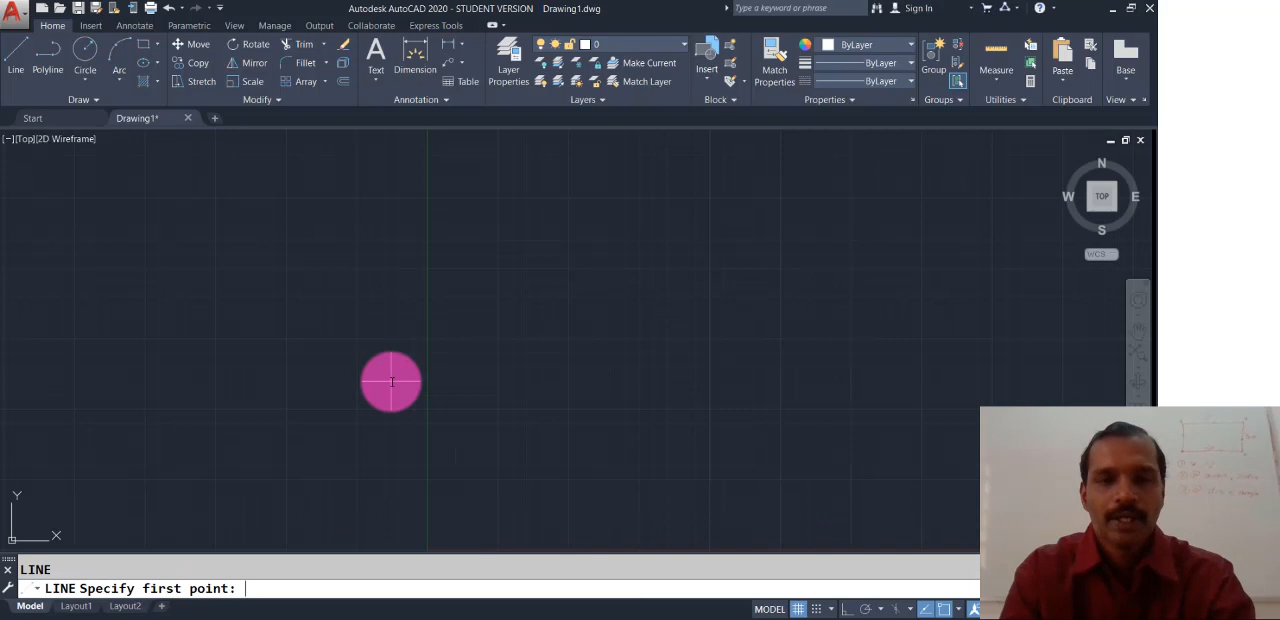 Autodesk AutoCAD 2020 - STUDENT VERSION Drawing1.dwg
Type a keyword or phrase
Sign In
Home Insert Annotate Parametric View Manage Output Collaborate Express Tools
Line Polyline Circle Arc
Move Rotate Trim
Copy Mirror Fillet
Stretch Scale Array
Text Dimension Table
Layer Properties
0
Make Current
Match Layer
Insert
Match Properties
ByLayer
ByLayer
ByLayer
Group
Measure
Paste
Base
Draw Modify Annotation Layers Block Properties Groups Utilities Clipboard View
Start Drawing1*
[−][Top][2D Wireframe]
N
W TOP E
S
WCS
Y
X
LINE
LINE Specify first point:
Model Layout1 Layout2
MODEL